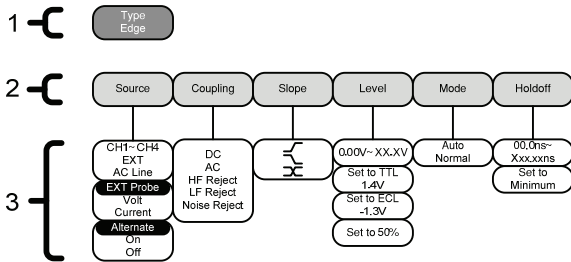 1
Type
Edge
2
Source
Coupling
Slope
Level
Mode
Holdoff
3
CH1~CH4
EXT
AC Line
EXT Probe
Volt
Current
Alternate
On
Off
DC
AC
HF Reject
LF Reject
Noise Reject
0.00V~XX.XV
Set to TTL
1.4V
Set to ECL
-1.3V
Set to 50%
Auto
Normal
00.0ns~
Xxx.xxns
Set to
Minimum